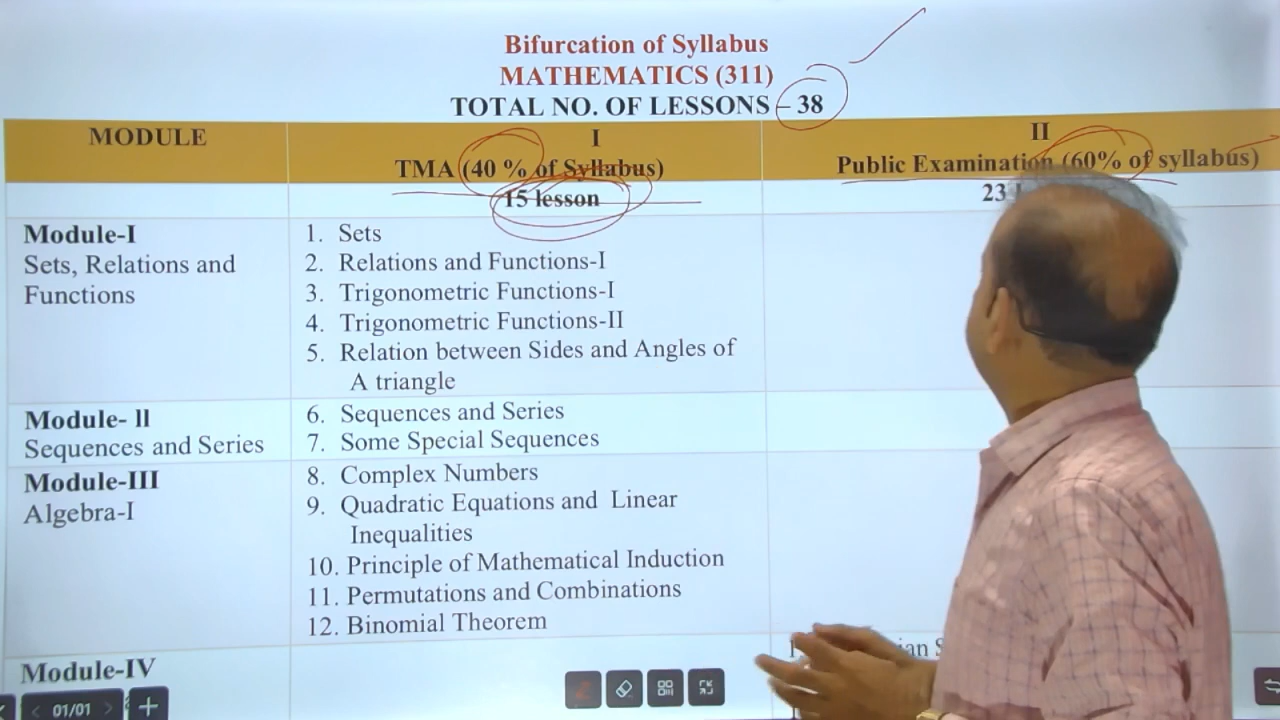 Bifurcation of Syllabus
MATHEMATICS (311)
TOTAL NO. OF LESSONS – 38
MODULE
I
TMA (40 % of Syllabus)
II
Public Examination (60% of syllabus)
15 lesson
23
Module-I
Sets, Relations and
Functions
1. Sets
2. Relations and Functions-I
3. Trigonometric Functions-I
4. Trigonometric Functions-II
5. Relation between Sides and Angles of
A triangle
Module- ll
Sequences and Series
6. Sequences and Series
7. Some Special Sequences
Module-III
Algebra-I
8. Complex Numbers
9. Quadratic Equations and Linear
Inequalities
10. Principle of Mathematical Induction
11. Permutations and Combinations
12. Binomial Theorem
Module-IV
01/01